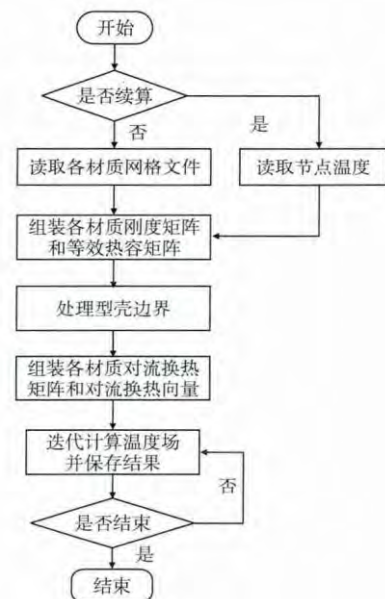 开始
是否续算
否
是
读取各材质网格文件
读取节点温度
组装各材质刚度矩阵
和等效热容矩阵
处理型壳边界
组装各材质对流换热
矩阵和对流换热向量
迭代计算温度场
并保存结果
否
是否结束
是
结束